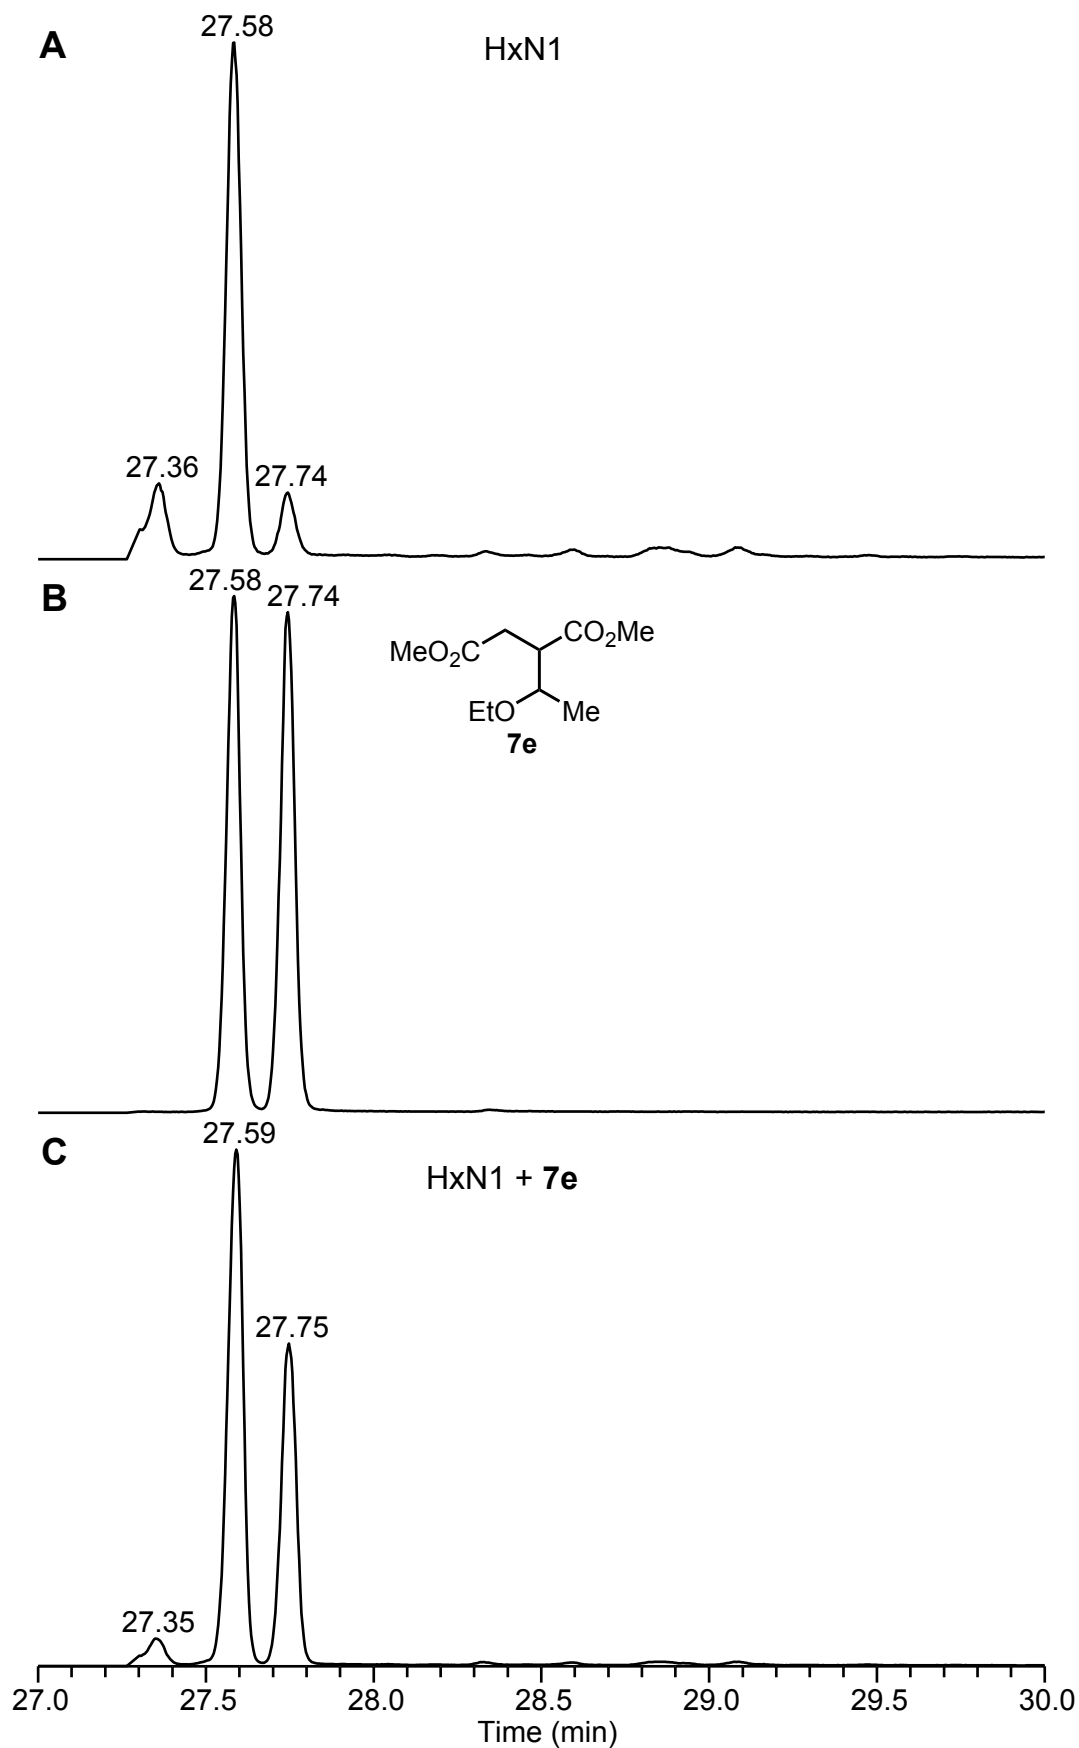 27.58
A
HxN1
27.36
27.74
27.58
B
27.74
CO₂Me
MeO₂C
EtO
Me
7e
27.59
C
HxN1 + 7e
27.75
27.35
27.0 27.5 28.0 28.5 29.0 29.5 30.0
Time (min)